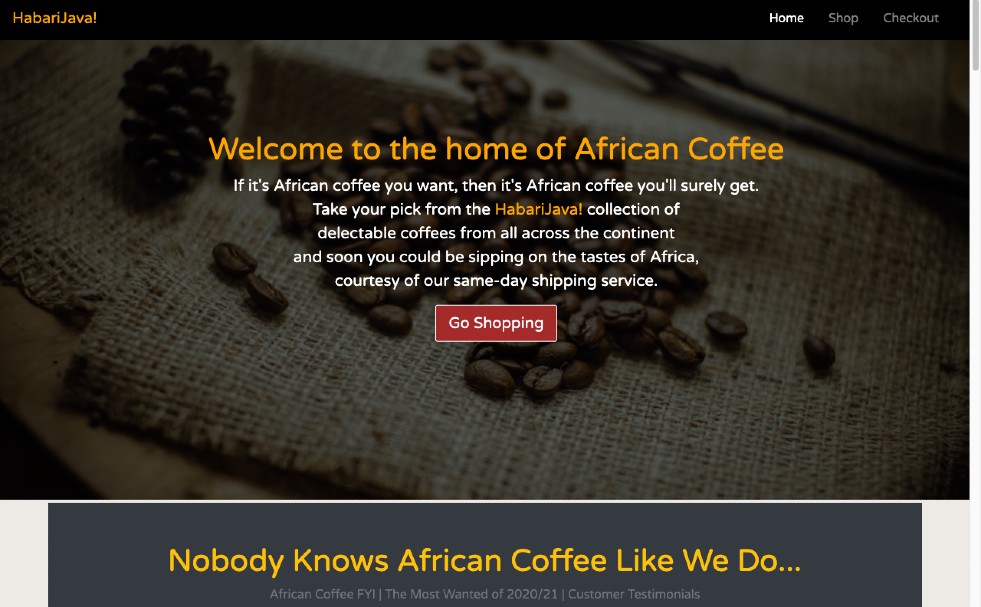 HabariJava!
Home Shop Checkout
Welcome to the home of African Coffee
If it's African coffee you want, then it's African coffee you'll surely get.
Take your pick from the HabariJava! collection of
delectable coffees from all across the continent
and soon you could be sipping on the tastes of Africa,
courtesy of our same-day shipping service.
Go Shopping
Nobody Knows African Coffee Like We Do...
African Coffee FYI | The Most Wanted of 2020/21 | Customer Testimonials